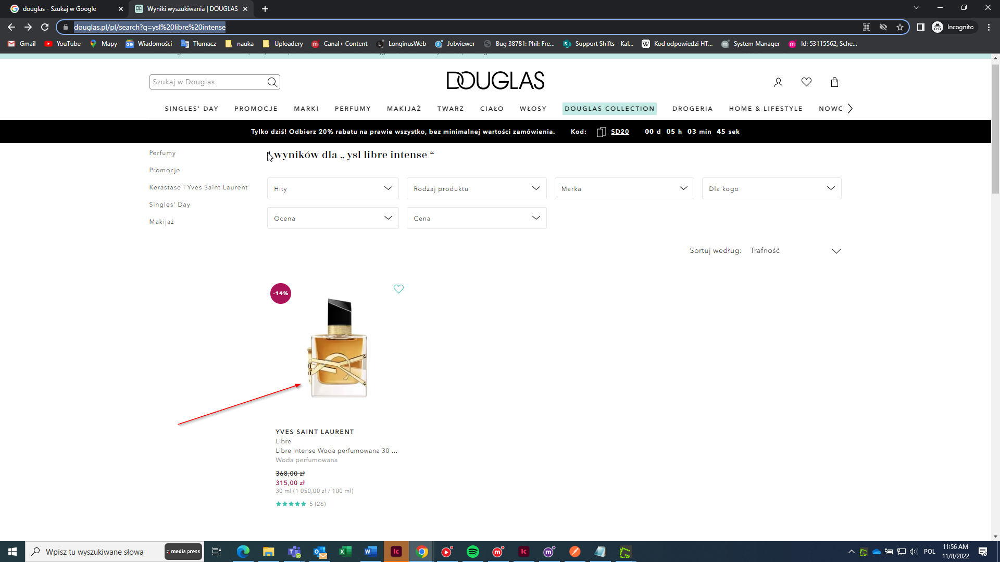 douglas - Szukaj w Google
Wyniki wyszukiwania | DOUGLAS
douglas.pl/pl/search?q=ysl%20libre%20intense
Incognito
Gmail YouTube Mapy Wiadomości Tłumacz nauka Uploadery Canal+ Content LonginusWeb Jobviewer Bug 38781: Phil: Fre... Support Shifts - Kal... Kod odpowiedzi HT... System Manager Id: 53115562, Sche...
Szukaj w Douglas
DOUGLAS
SINGLES' DAY PROMOCJE MARKI PERFUMY MAKIJAŻ TWARZ CIAŁO WŁOSY DOUGLAS COLLECTION DROGERIA HOME & LIFESTYLE NOWO
Tylko dziś! Odbierz 20% rabatu na prawie wszystko, bez minimalnej wartości zamówienia. Kod: SD20 00 d 05 h 03 min 45 sek
Perfumy
Promocje
Kerastase i Yves Saint Laurent
Singles' Day
Makijaż
wyników dla „ ysl libre intense “
Hity
Rodzaj produktu
Marka
Dla kogo
Ocena
Cena
Sortuj według: Trafność
-14%
YVES SAINT LAURENT
Libre
Libre Intense Woda perfumowana 30 ...
Woda perfumowana
368,00 zł
315,00 zł
30 ml (1 050,00 zł / 100 ml)
5 (26)
Wpisz tu wyszukiwane słowa
media press
POL
11:56 AM
11/8/2022